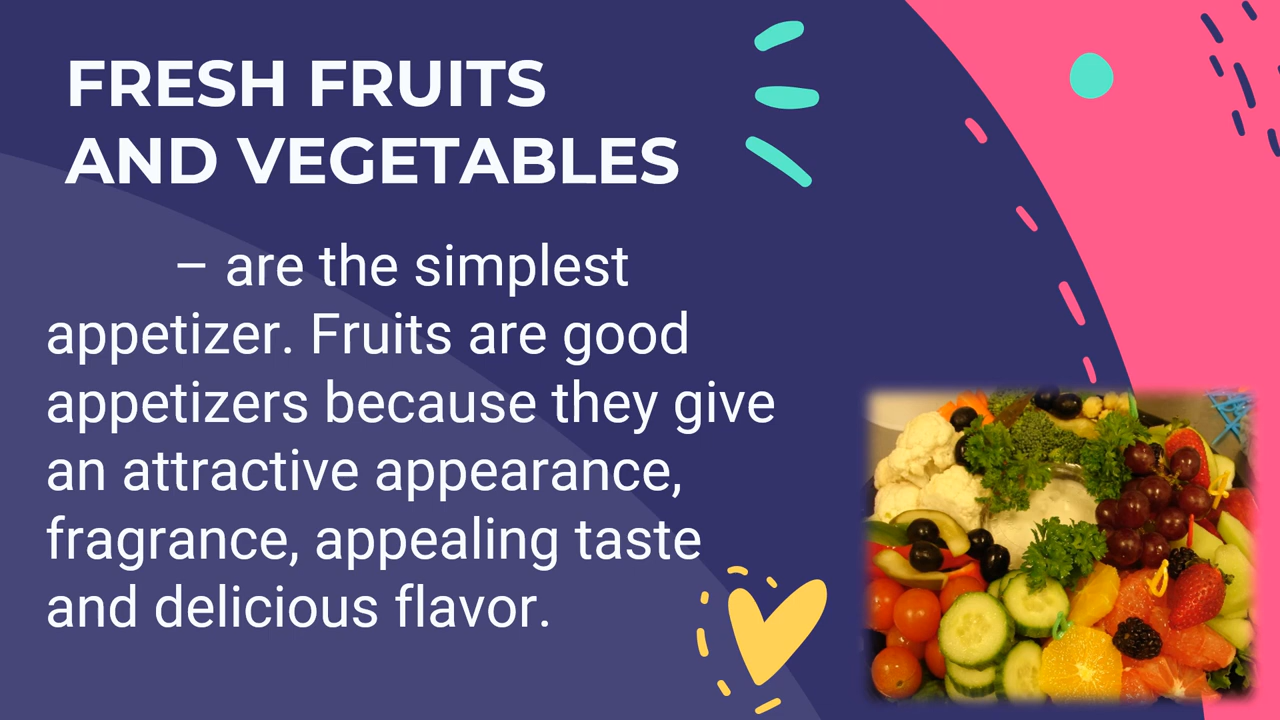 FRESH FRUITS
AND VEGETABLES
– are the simplest
appetizer. Fruits are good
appetizers because they give
an attractive appearance,
fragrance, appealing taste
and delicious flavor.